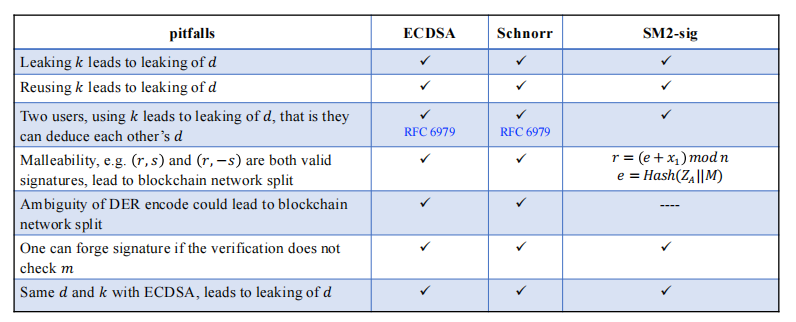 pitfalls ECDSA Schnorr SM2-sig
Leaking k leads to leaking of d ✓ ✓ ✓
Reusing k leads to leaking of d ✓ ✓ ✓
Two users, using k leads to leaking of d, that is they ✓ ✓ ✓
can deduce each other's d RFC 6979 RFC 6979
Malleability, e.g. (r, s) and (r, −s) are both valid ✓ ✓ r = (e + x₁) mod n
signatures, lead to blockchain network split e = Hash(Z_A||M)
Ambiguity of DER encode could lead to blockchain ✓ ✓ ----
network split
One can forge signature if the verification does not ✓ ✓ ✓
check m
Same d and k with ECDSA, leads to leaking of d ✓ ✓ ✓